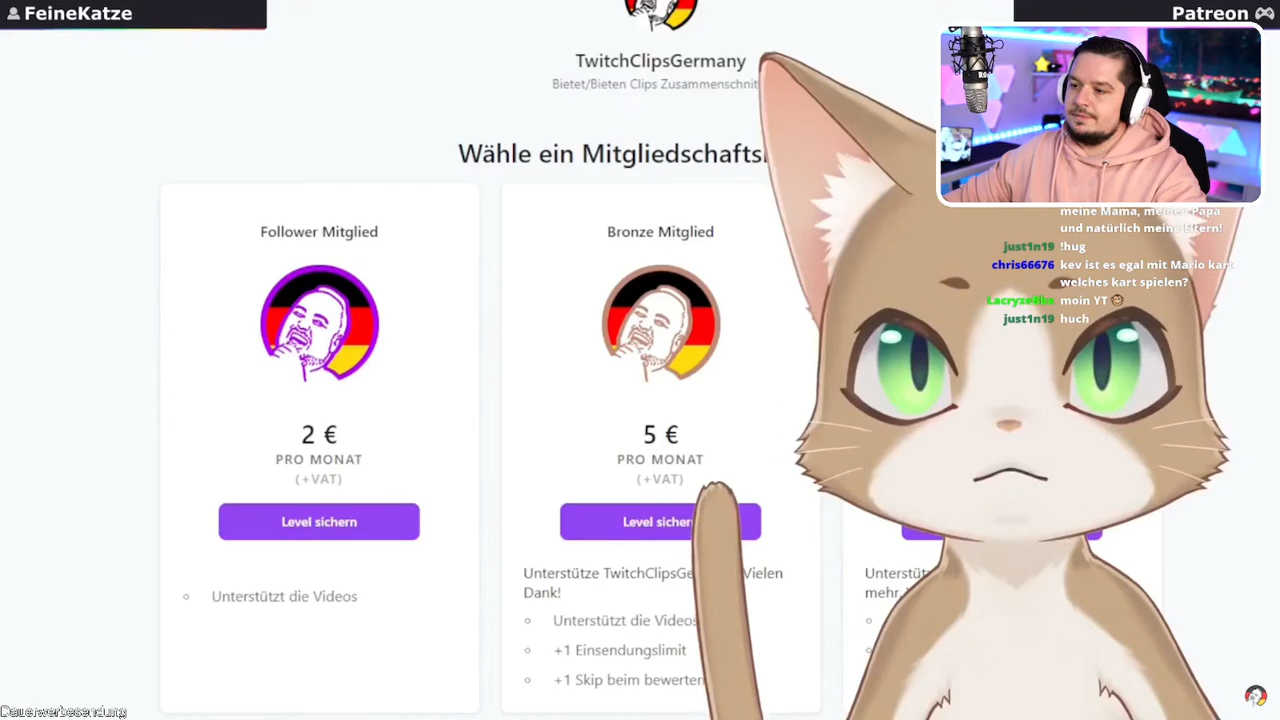 FeineKatze
Patreon
TwitchClipsGermany
Bietet/Bieten Clips Zusammenschnit
Wähle ein Mitgliedschafts
meine Mama, meinen Papa
und natürlich meine Eltern!
just1n19 !hug
chris66676 kev ist es egal mit Mario kart
welches kart spielen?
moin YT
just1n19 huch
Follower Mitglied
2 €
PRO MONAT
(+VAT)
Level sichern
Unterstützt die Videos
Bronze Mitglied
5 €
PRO MONAT
(+VAT)
Level sichern
Unterstütze TwitchClipsGe Vielen
Dank!
Unterstützt die Videos
+1 Einsendungslimit
+1 Skip beim bewerten
Unterstüt
mehr.
Dauerwerbesendung